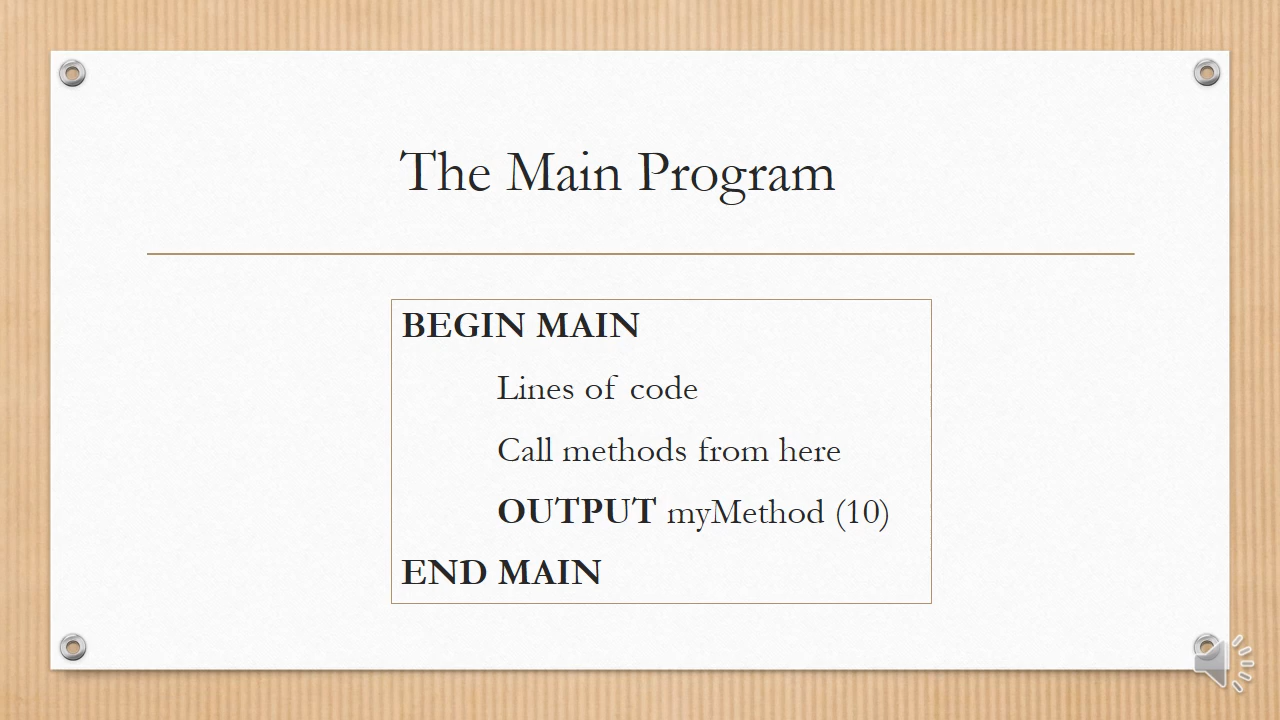 The Main Program
BEGIN MAIN
Lines of code
Call methods from here
OUTPUT myMethod (10)
END MAIN